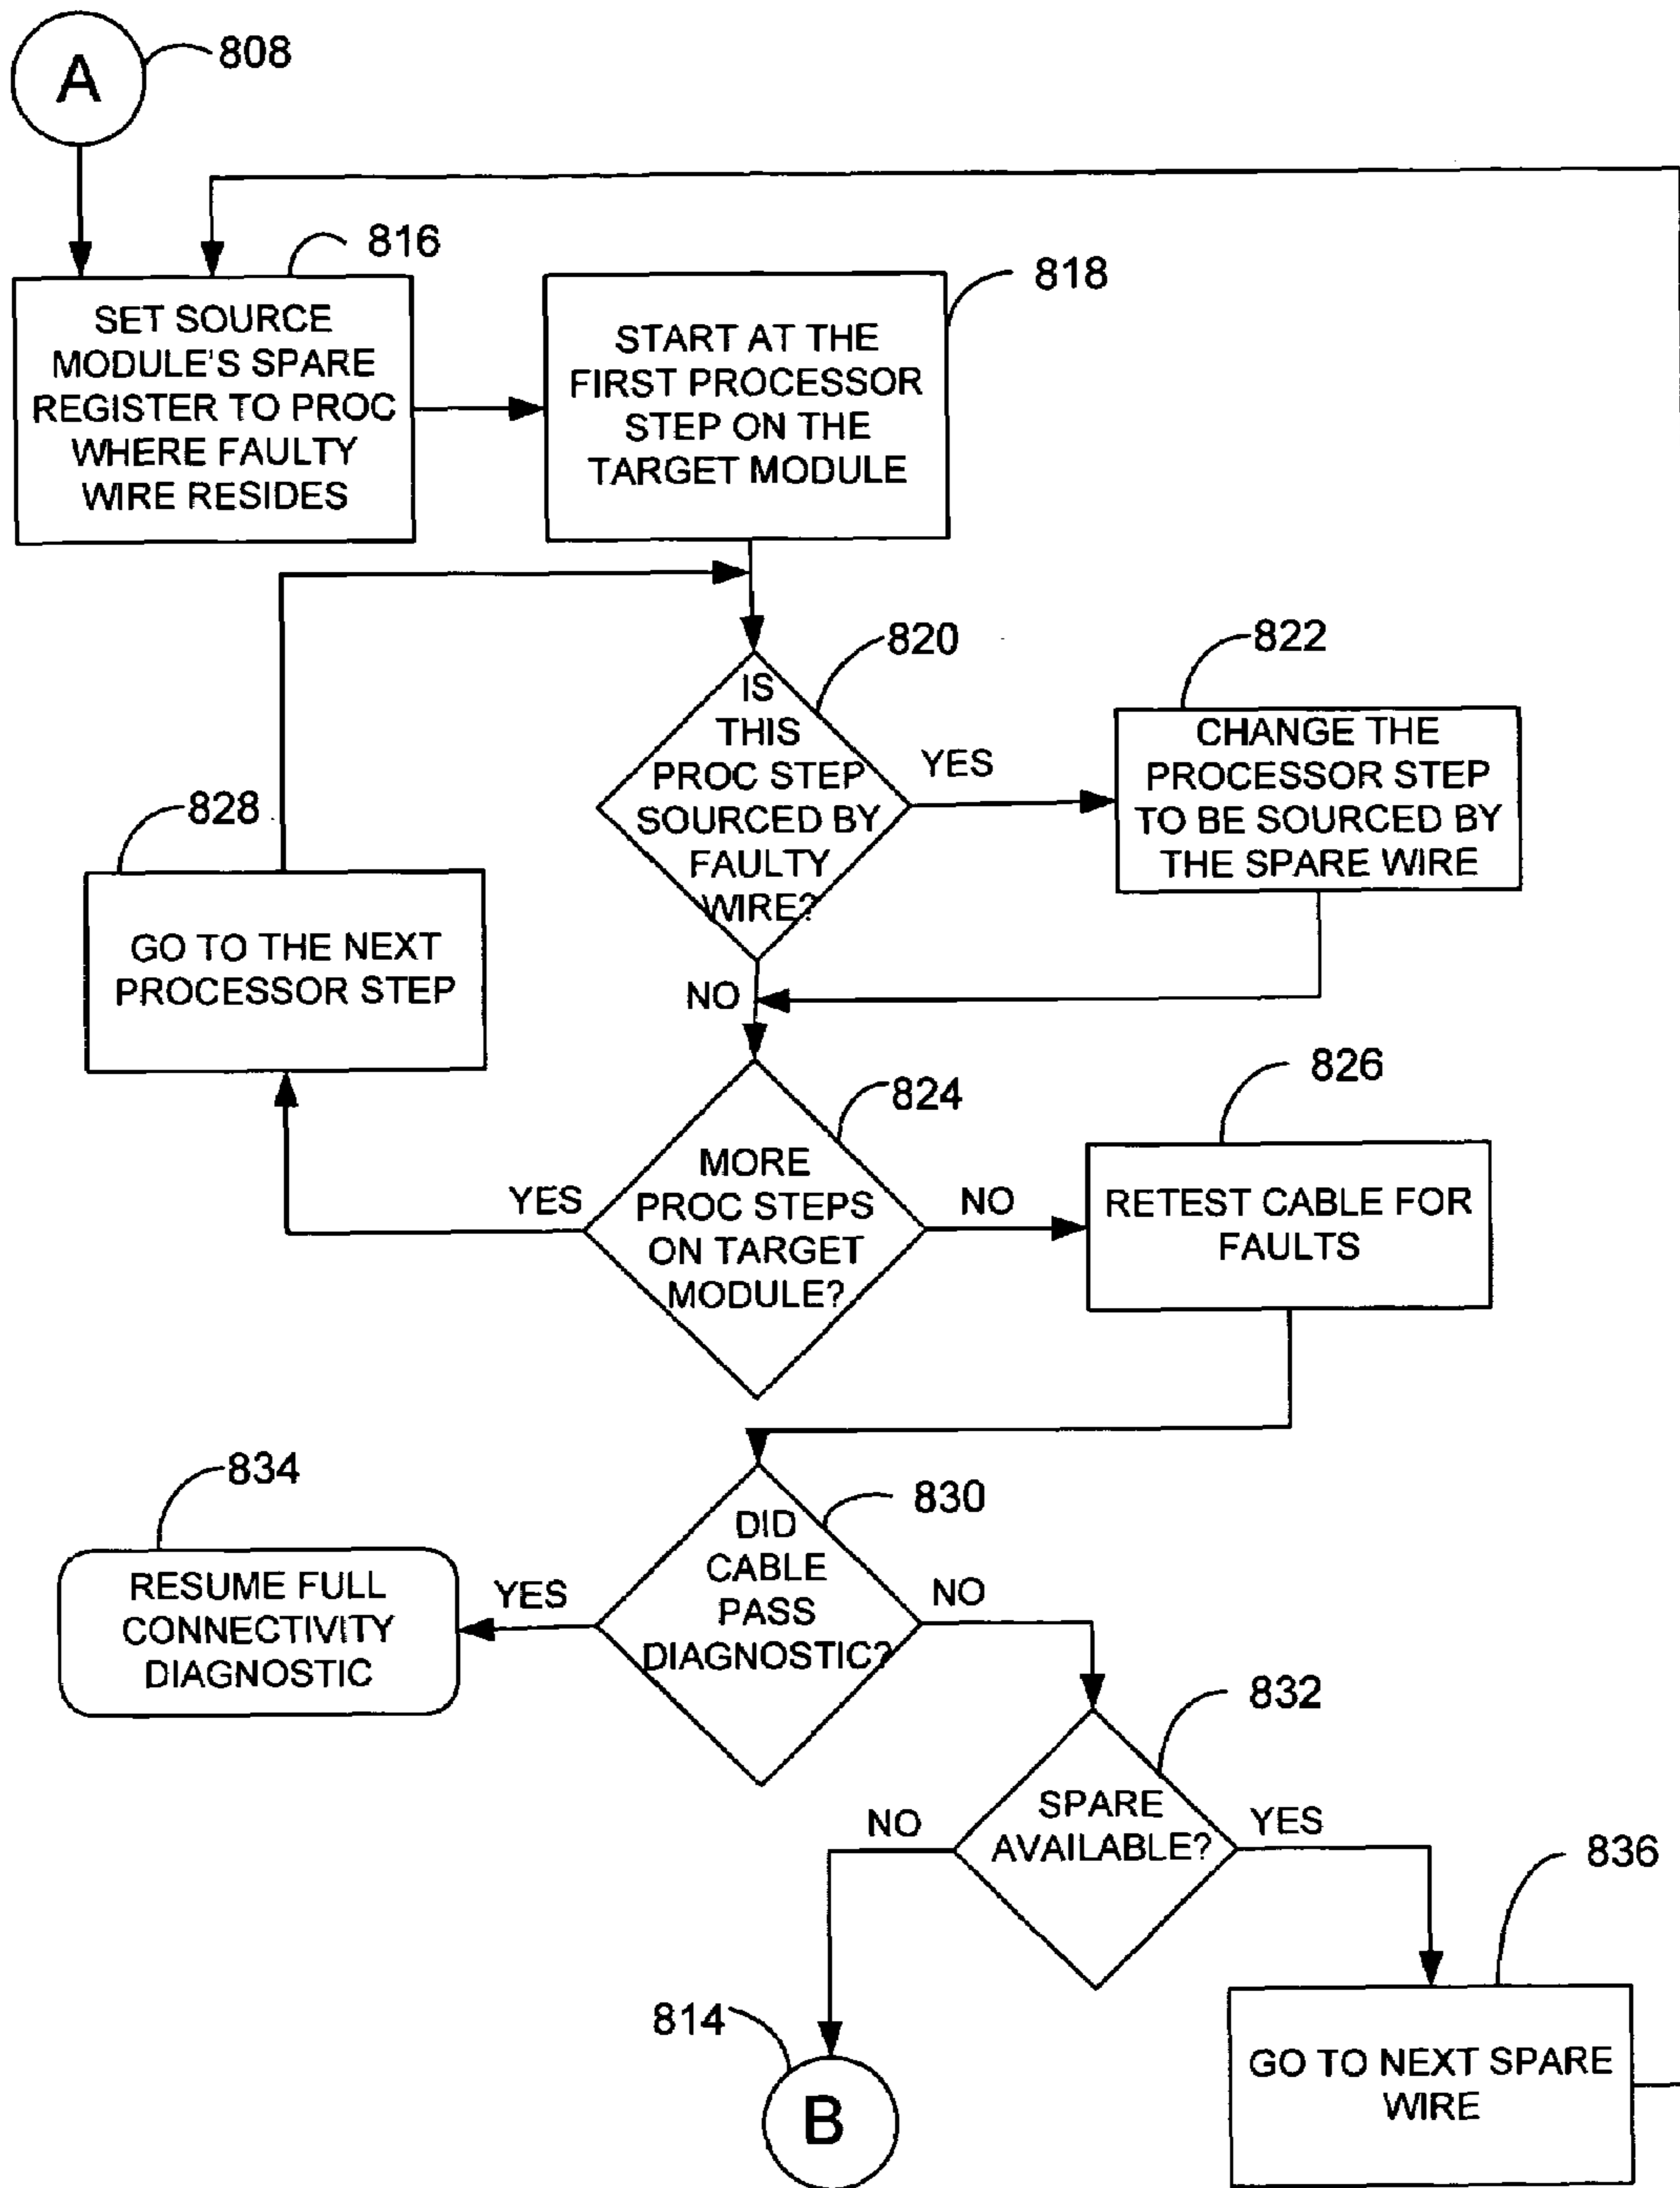 A
808
816
SET SOURCE
MODULE'S SPARE
REGISTER TO PROC
WHERE FAULTY
WIRE RESIDES
818
START AT THE
FIRST PROCESSOR
STEP ON THE
TARGET MODULE
820
IS
THIS
PROC STEP
SOURCED BY
FAULTY
WIRE?
YES
822
CHANGE THE
PROCESSOR STEP
TO BE SOURCED BY
THE SPARE WIRE
828
GO TO THE NEXT
PROCESSOR STEP
NO
824
MORE
PROC STEPS
ON TARGET
MODULE?
YES
NO
826
RETEST CABLE FOR
FAULTS
834
RESUME FULL
CONNECTIVITY
DIAGNOSTIC
YES
830
DID
CABLE
PASS
DIAGNOSTIC?
NO
832
SPARE
AVAILABLE?
NO
YES
836
GO TO NEXT SPARE
WIRE
814
B